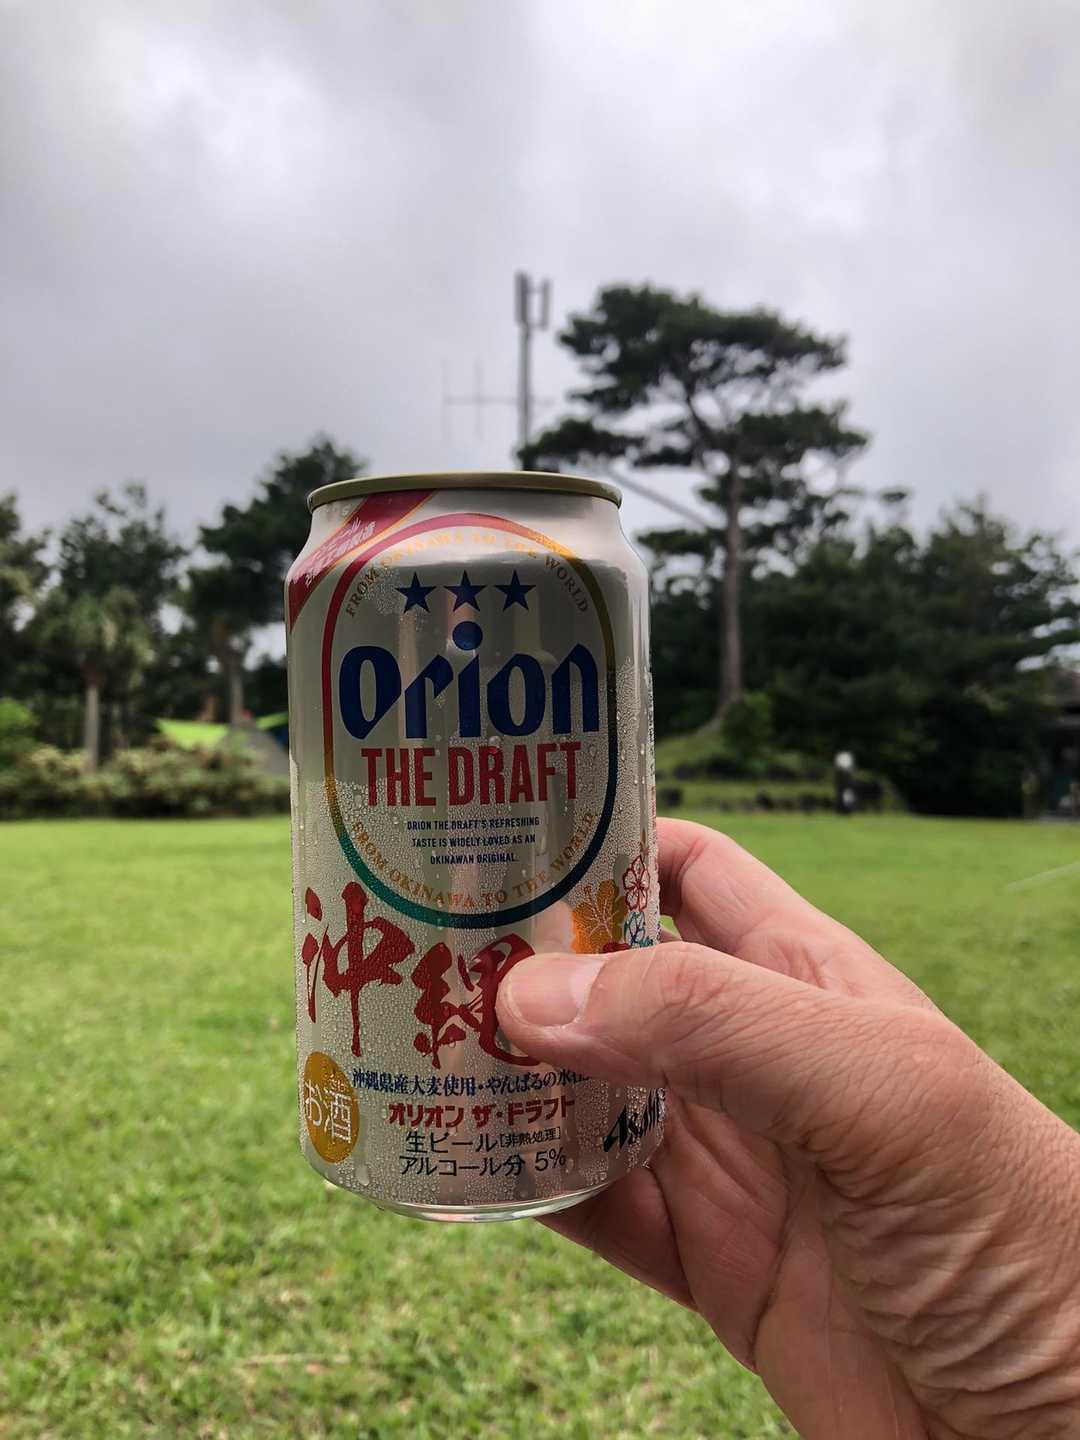 FROM OKINAWA TO THE WORLD
orion
THE DRAFT
ORION THE DRAFT'S REFRESHING
TASTE IS WIDELY LOVED AS AN
OKINAWAN ORIGINAL.
FROM OKINAWA TO THE WORLD
沖縄
沖縄県産大麦使用・やんばるの水
お酒
オリオン ザ・ドラフト
Asahi
生ビール[非熱処理]
アルコール分 5%